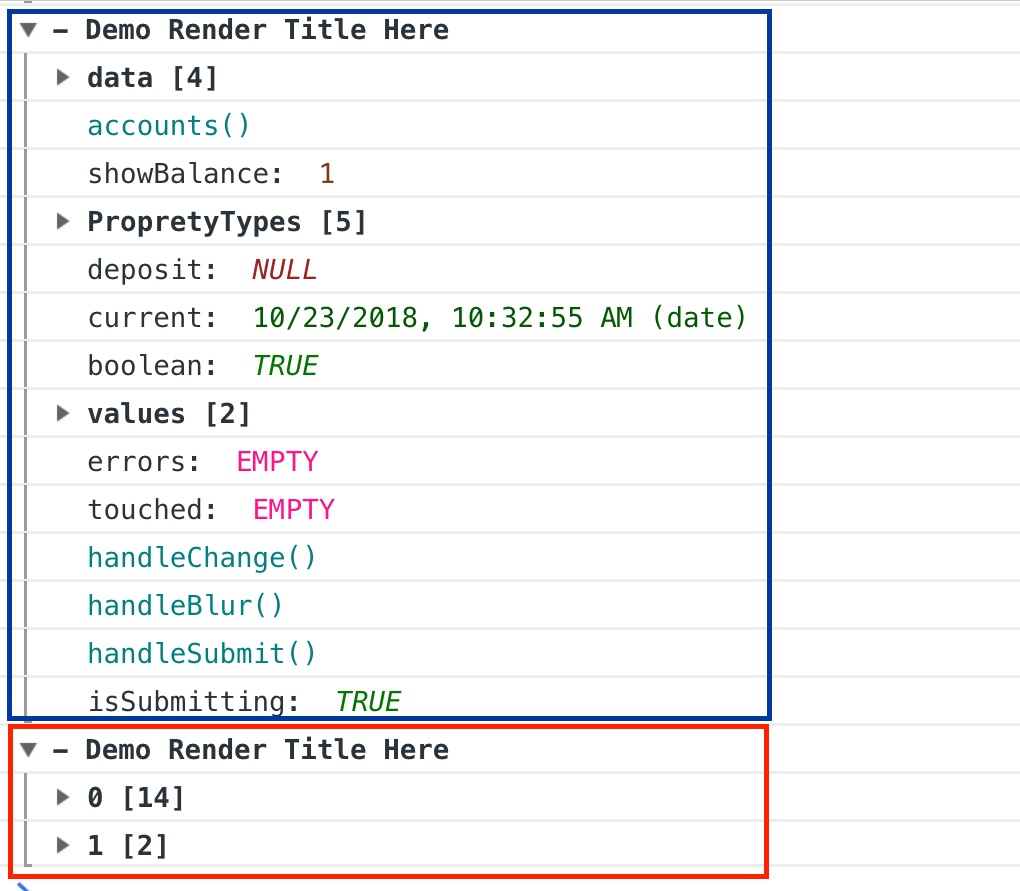 – Demo Render Title Here
data [4]
accounts()
showBalance: 1
PropretyTypes [5]
deposit: NULL
current: 10/23/2018, 10:32:55 AM (date)
boolean: TRUE
values [2]
errors: EMPTY
touched: EMPTY
handleChange()
handleBlur()
handleSubmit()
isSubmitting: TRUE
– Demo Render Title Here
0 [14]
1 [2]